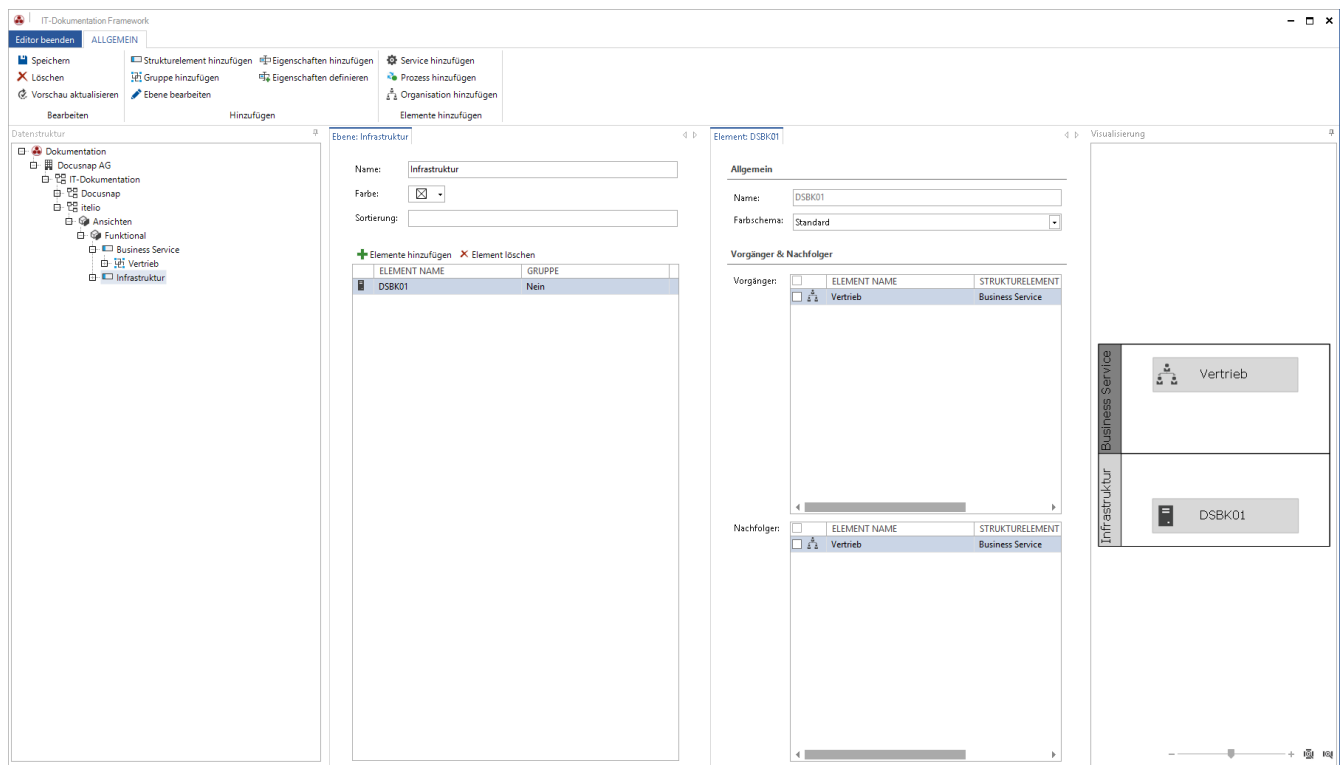 IT-Dokumentation Framework
Editor beenden ALLGEMEIN
Speichern
Löschen
Vorschau aktualisieren
Bearbeiten
Strukturelement hinzufügen
Gruppe hinzufügen
Ebene bearbeiten
Eigenschaften hinzufügen
Eigenschaften definieren
Hinzufügen
Service hinzufügen
Prozess hinzufügen
Organisation hinzufügen
Elemente hinzufügen
Datenstruktur
Dokumentation
Docusnap AG
IT-Dokumentation
Docusnap
itelio
Ansichten
Funktional
Business Service
Vertrieb
Infrastruktur
Ebene: Infrastruktur
Name: Infrastruktur
Farbe:
Sortierung:
Elemente hinzufügen Element löschen
ELEMENT NAME GRUPPE
DSBK01 Nein
Element: DSBK01
Allgemein
Name: DSBK01
Farbschema: Standard
Vorgänger & Nachfolger
Vorgänger: ELEMENT NAME STRUKTURELEMENT
Vertrieb Business Service
Nachfolger: ELEMENT NAME STRUKTURELEMENT
Vertrieb Business Service
Visualisierung
Business Service
Vertrieb
Infrastruktur
DSBK01